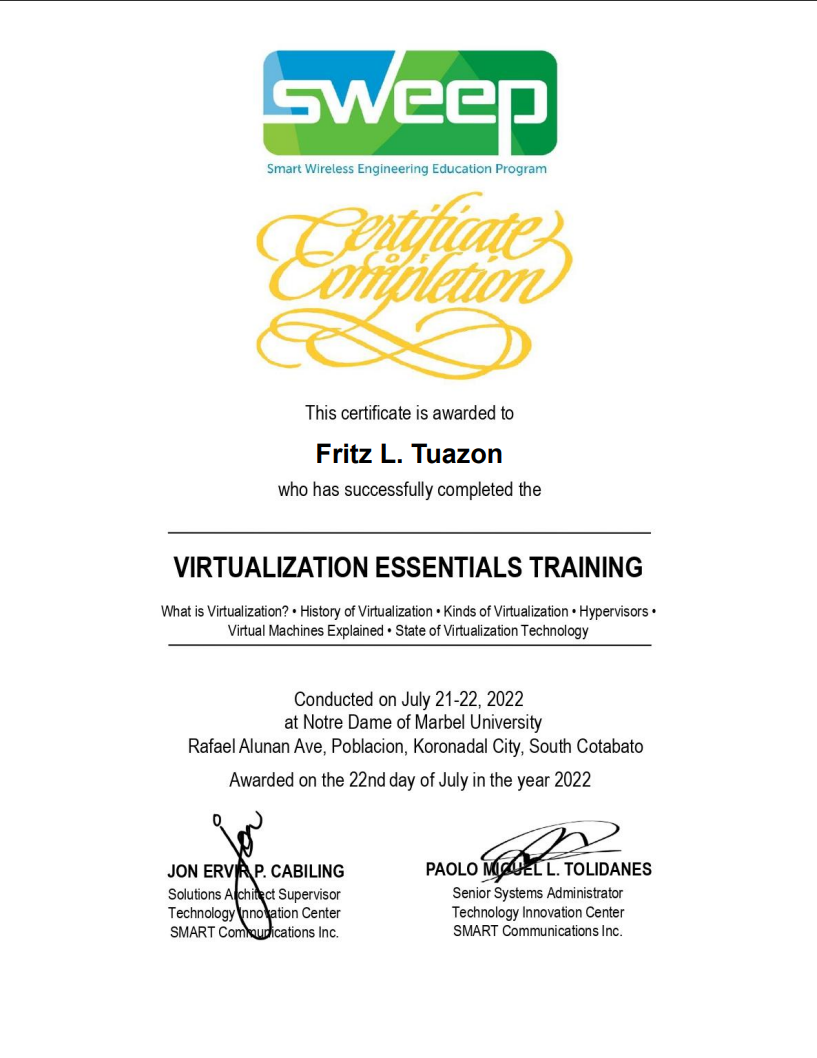 sweep
Smart Wireless Engineering Education Program
Certificate
OF
Completion
This certificate is awarded to
Fritz L. Tuazon
who has successfully completed the
VIRTUALIZATION ESSENTIALS TRAINING
What is Virtualization? • History of Virtualization • Kinds of Virtualization • Hypervisors •
Virtual Machines Explained • State of Virtualization Technology
Conducted on July 21-22, 2022
at Notre Dame of Marbel University
Rafael Alunan Ave, Poblacion, Koronadal City, South Cotabato
Awarded on the 22nd day of July in the year 2022
JON ERVIR P. CABILING
Solutions Architect Supervisor
Technology Innovation Center
SMART Communications Inc.
PAOLO MIGUEL L. TOLIDANES
Senior Systems Administrator
Technology Innovation Center
SMART Communications Inc.